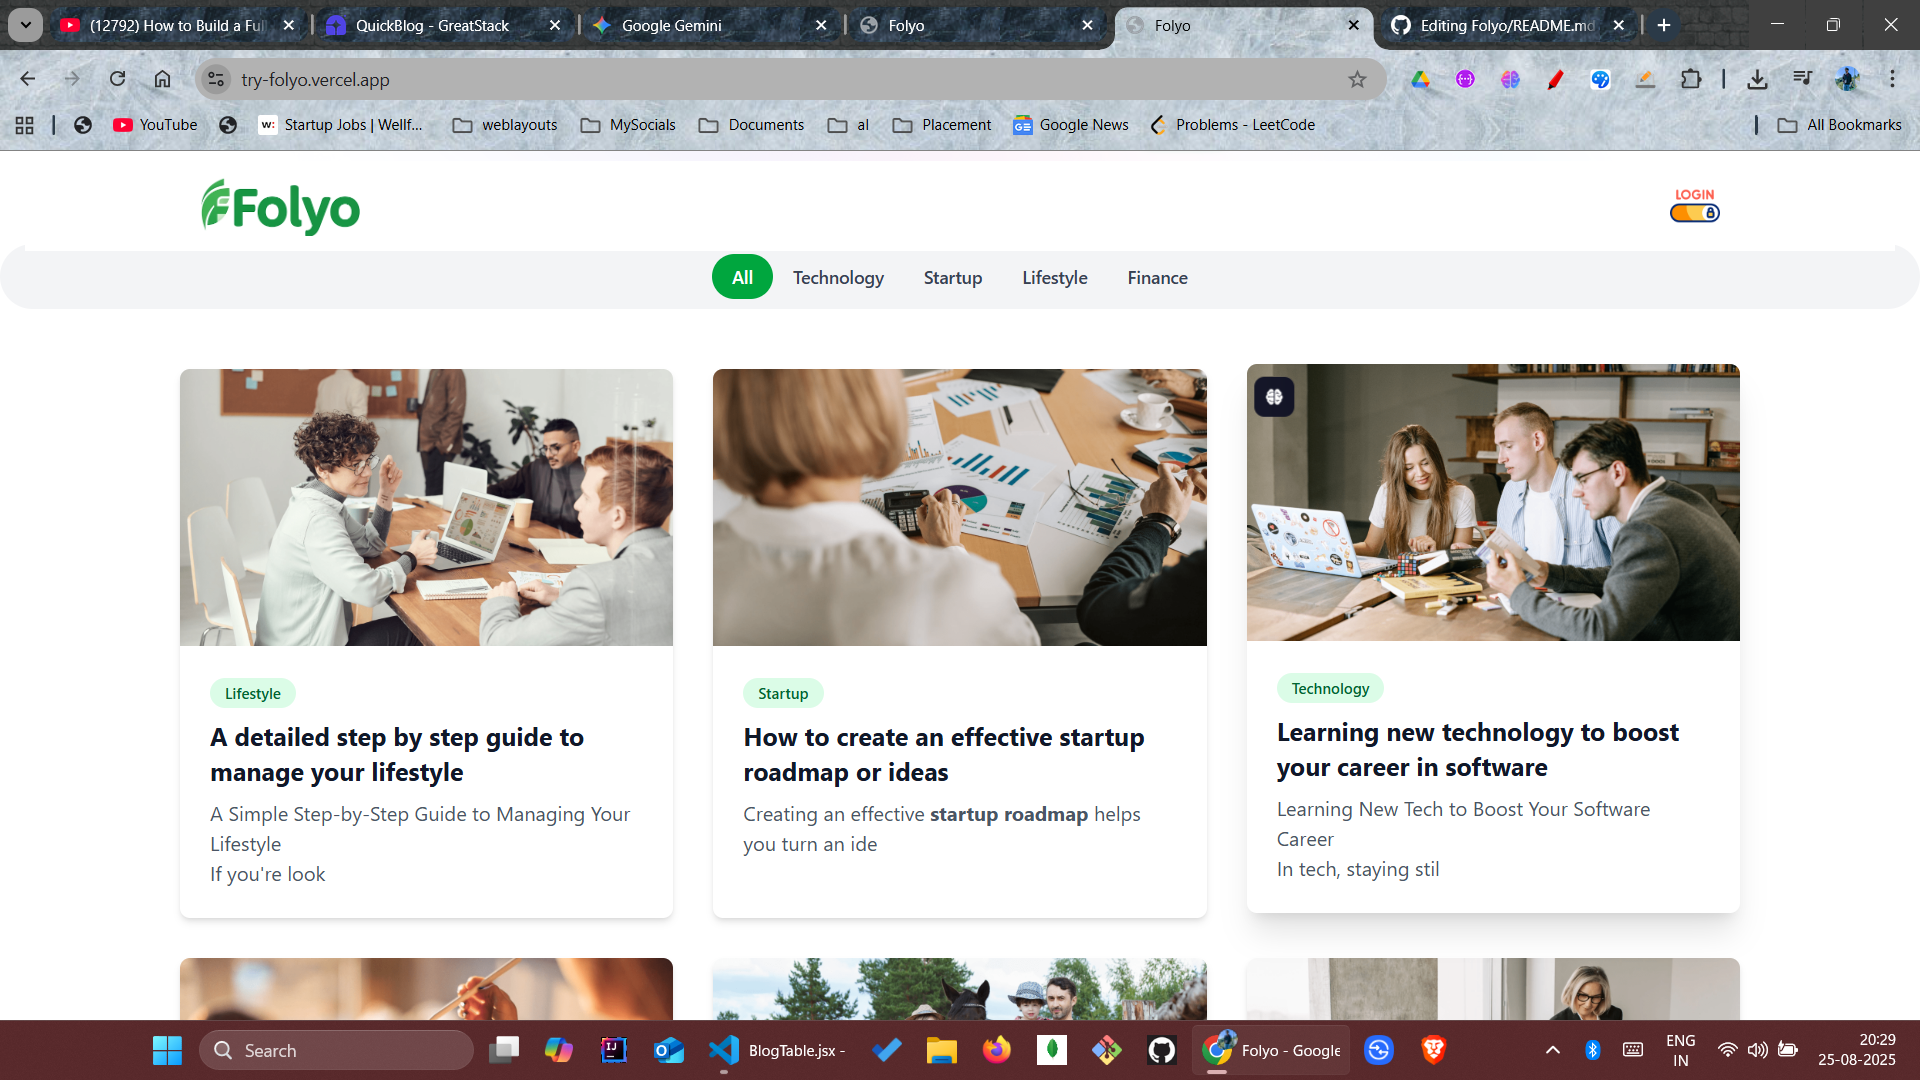 (12792) How to Build a Ful
QuickBlog - GreatStack
Google Gemini
Folyo
Folyo
Editing Folyo/README.md
try-folyo.vercel.app
YouTube
w:
Startup Jobs | Wellf...
weblayouts
MySocials
Documents
al
Placement
Google News
Problems - LeetCode
All Bookmarks
Folyo
LOGIN
All
Technology
Startup
Lifestyle
Finance
Lifestyle
A detailed step by step guide to
manage your lifestyle
A Simple Step-by-Step Guide to Managing Your
Lifestyle
If you're look
Startup
How to create an effective startup
roadmap or ideas
Creating an effective startup roadmap helps
you turn an ide
Technology
Learning new technology to boost
your career in software
Learning New Tech to Boost Your Software
Career
In tech, staying stil
Search
BlogTable.jsx -
Folyo - Google
ENG
IN
20:29
25-08-2025